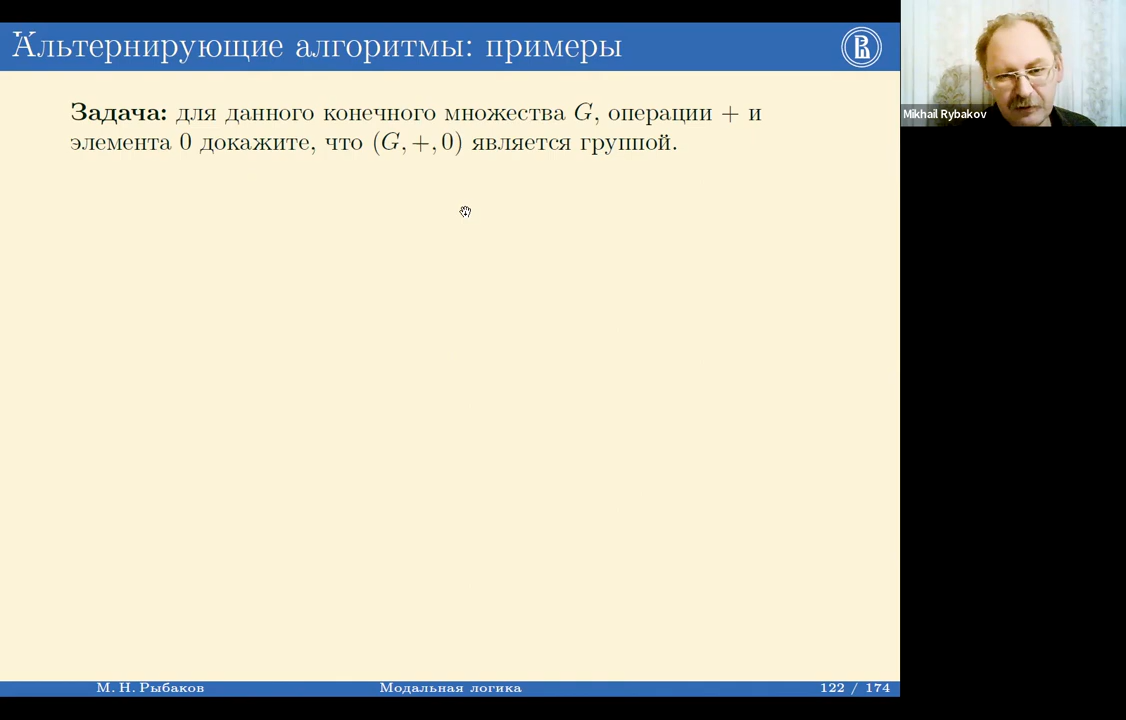 Альтернирующие алгоритмы: примеры
Задача: для данного конечного множества G, операции + и
элемента 0 докажите, что (G, +, 0) является группой.
Mikhail Rybakov
М. Н. Рыбаков Модальная логика 122 / 174